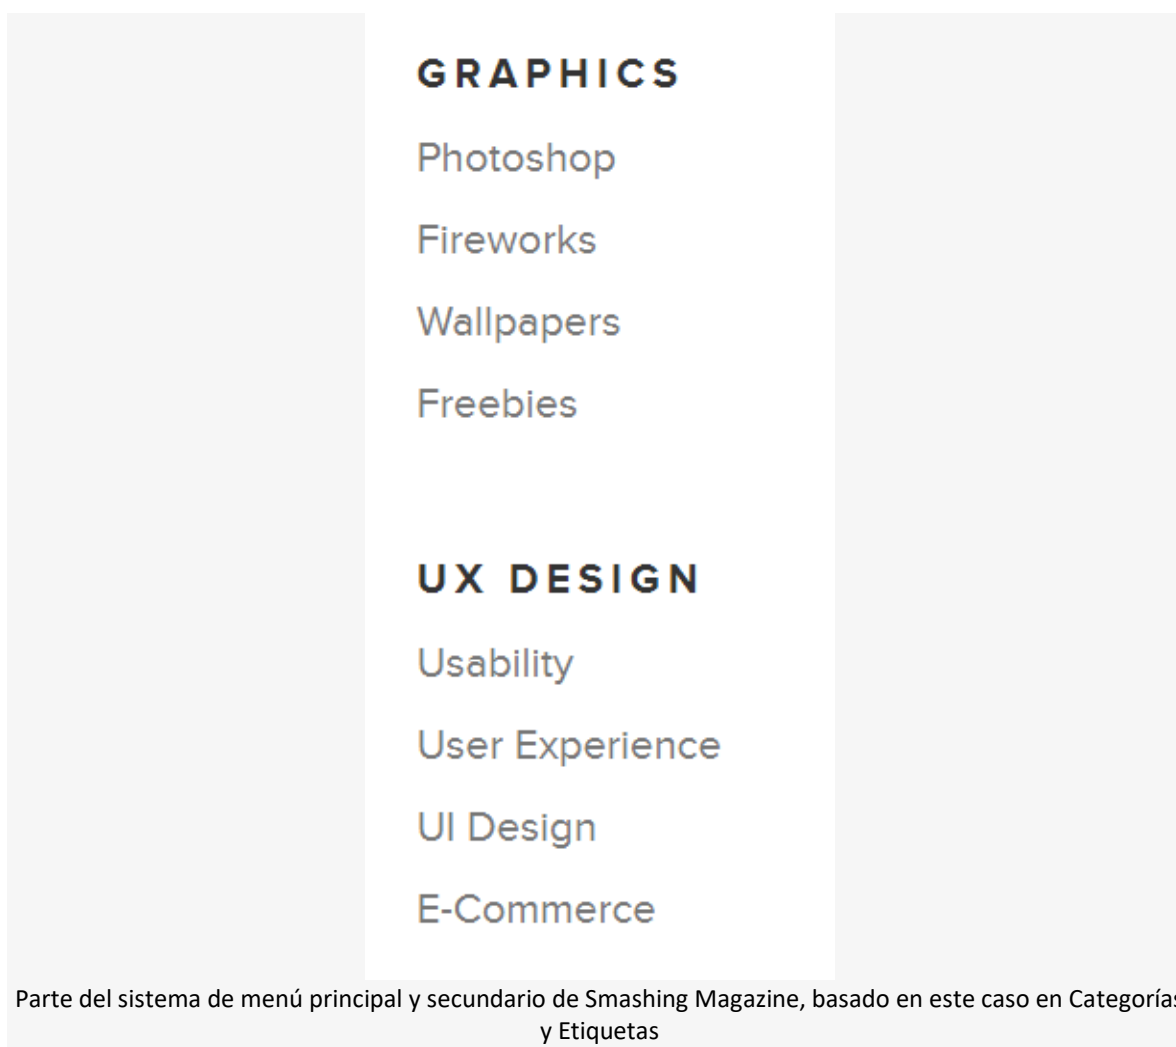 GRAPHICS
Photoshop
Fireworks
Wallpapers
Freebies
UX DESIGN
Usability
User Experience
UI Design
E-Commerce
Parte del sistema de menú principal y secundario de Smashing Magazine, basado en este caso en Categorías
y Etiquetas